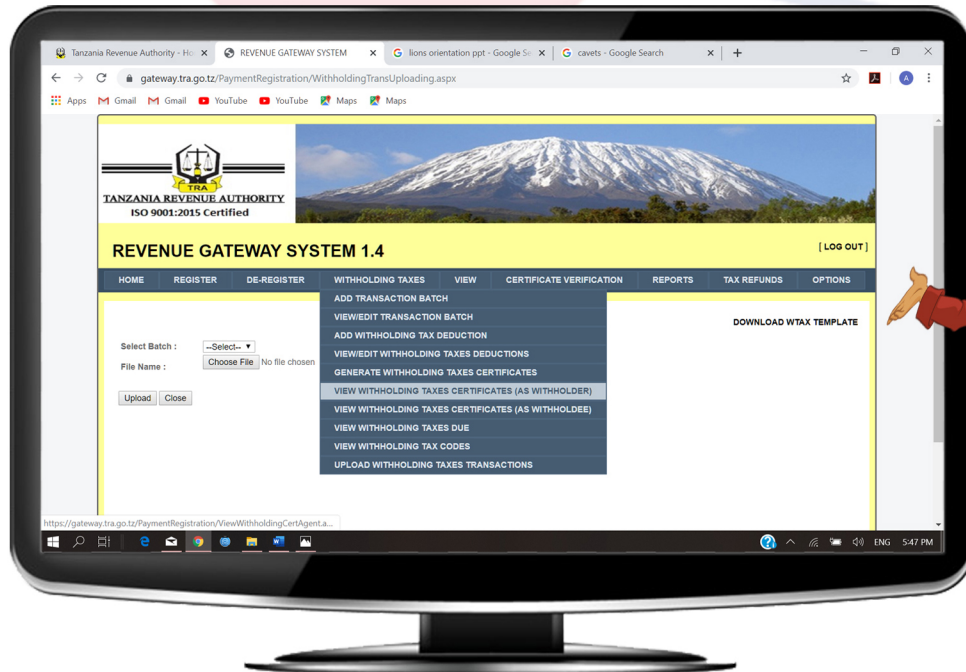 Tanzania Revenue Authority - Ho
REVENUE GATEWAY SYSTEM
lions orientation ppt - Google Se
cavets - Google Search
gateway.tra.go.tz/PaymentRegistration/WithholdingTransUploading.aspx
A
Apps Gmail Gmail YouTube YouTube Maps Maps
TRA
TANZANIA REVENUE AUTHORITY
ISO 9001:2015 Certified
REVENUE GATEWAY SYSTEM 1.4
[ LOG OUT ]
HOME REGISTER DE-REGISTER WITHHOLDING TAXES VIEW CERTIFICATE VERIFICATION REPORTS TAX REFUNDS OPTIONS
ADD TRANSACTION BATCH
VIEW/EDIT TRANSACTION BATCH
ADD WITHHOLDING TAX DEDUCTION
VIEW/EDIT WITHHOLDING TAXES DEDUCTIONS
GENERATE WITHHOLDING TAXES CERTIFICATES
VIEW WITHHOLDING TAXES CERTIFICATES (AS WITHHOLDER)
VIEW WITHHOLDING TAXES CERTIFICATES (AS WITHHOLDEE)
VIEW WITHHOLDING TAXES DUE
VIEW WITHHOLDING TAX CODES
UPLOAD WITHHOLDING TAXES TRANSACTIONS
DOWNLOAD WTAX TEMPLATE
Select Batch : --Select--
File Name : Choose File No file chosen
Upload Close
https://gateway.tra.go.tz/PaymentRegistration/ViewWithholdingCertAgent.a...
ENG 5:47 PM